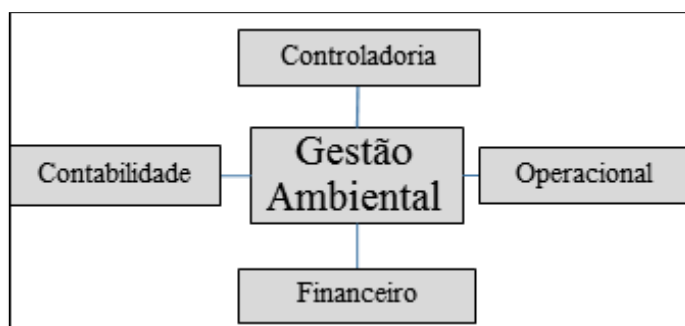 Controladoria
Contabilidade
Gestão
Ambiental
Operacional
Financeiro